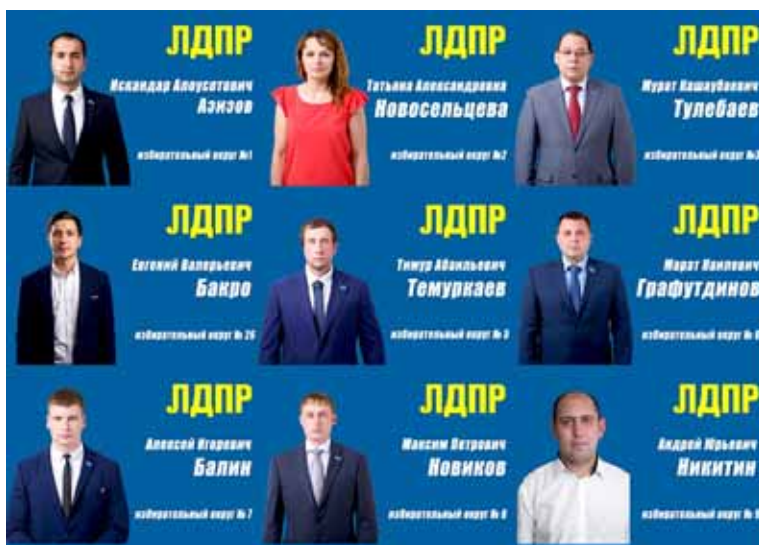 ЛДПР
Искандар
Азизов
избирательный округ №1
ЛДПР
Татьяна Александровна
Новосельцева
избирательный округ №2
ЛДПР
Мурат
Тулебаев
избирательный округ №3
ЛДПР
Евгений Валерьевич
Бакро
избирательный округ № 26
ЛДПР
Тимур
Темуркаев
избирательный округ №
ЛДПР
Марат Наилевич
Графутдинов
избирательный округ №
ЛДПР
Алексей Игоревич
Балин
избирательный округ № 7
ЛДПР
Максим Петрович
Новиков
избирательный округ № 8
ЛДПР
Андрей Юрьевич
Никитин
избирательный округ № 9